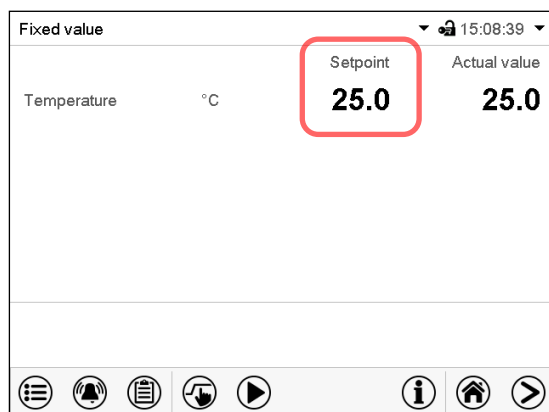 Fixed value 15:08:39
Setpoint Actual value
Temperature °C 25.0 25.0